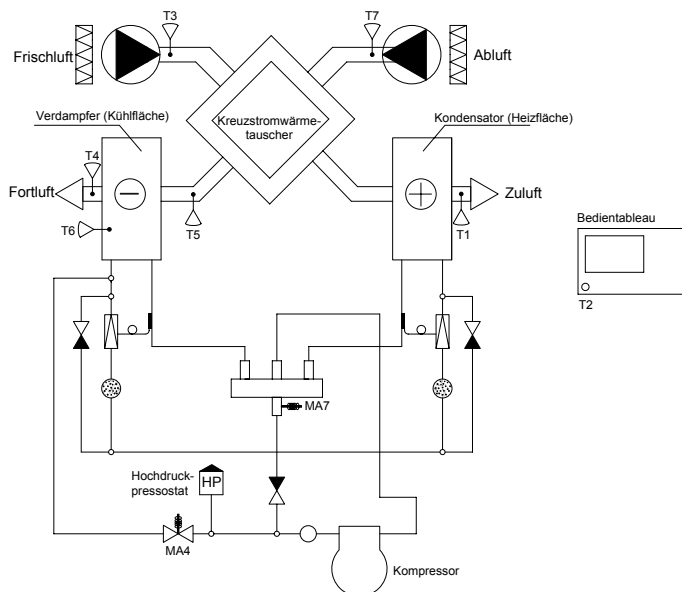 T3
T7
Frischluft
Abluft
Kreuzstromwärme-
tauscher
Verdampfer (Kühlfläche)
Kondensator (Heizfläche)
T4
Fortluft
Zuluft
T6
T5
T1
Bedientableau
T2
MA7
Hochdruck-
pressostat
HP
MA4
Kompressor